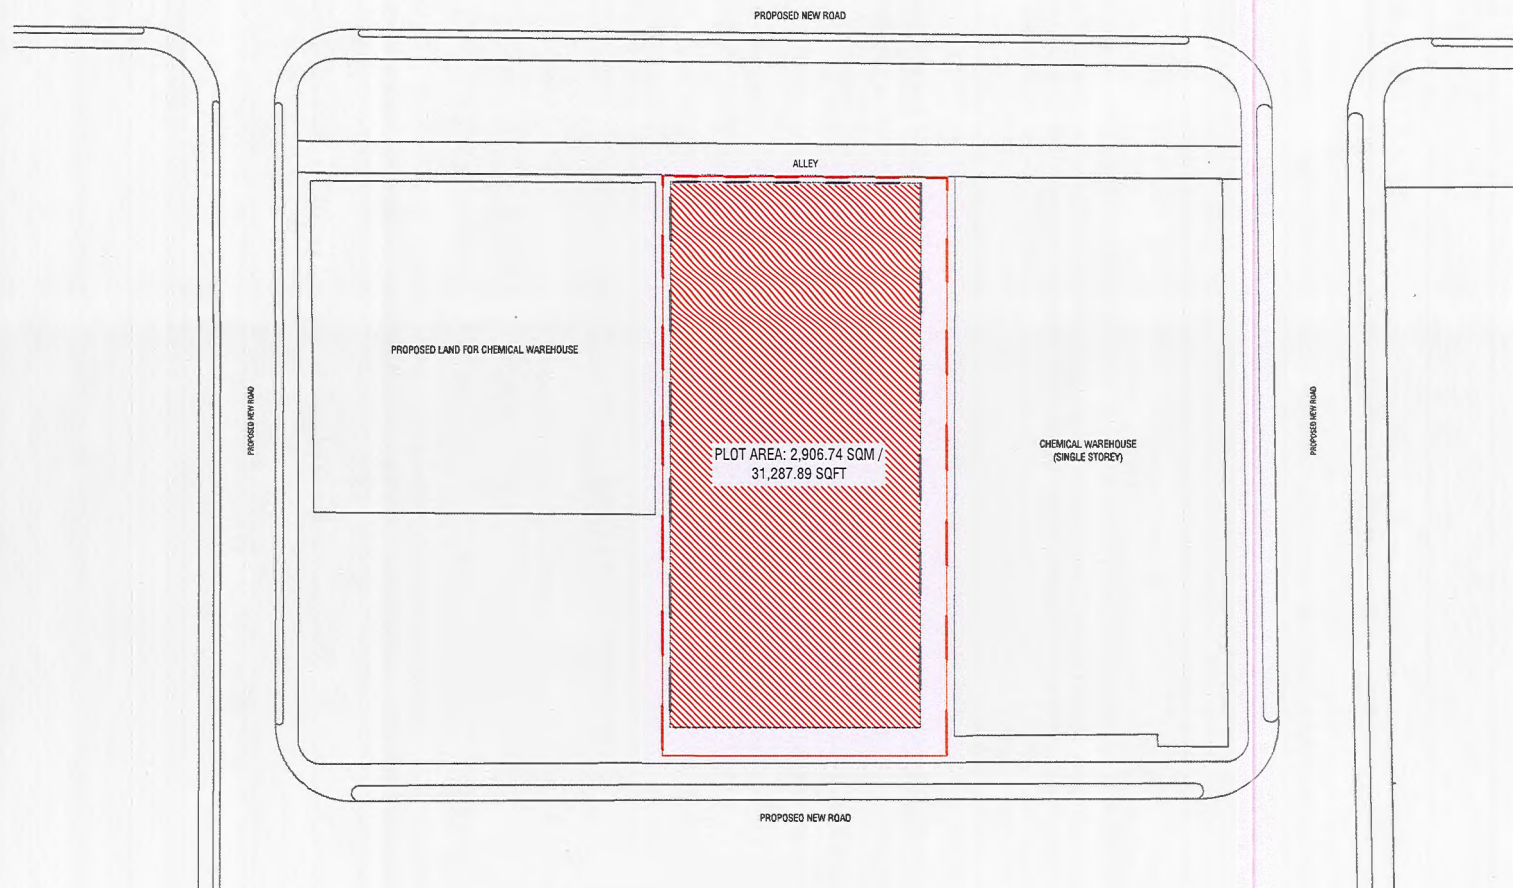 PROPOSED NEW ROAD
ALLEY
PROPOSED LAND FOR CHEMICAL WAREHOUSE
PROPOSED NEW ROAD
PLOT AREA: 2,906.74 SQM /
31,287.89 SQFT
CHEMICAL WAREHOUSE
(SINGLE STOREY)
PROPOSED NEW ROAD
PROPOSED NEW ROAD